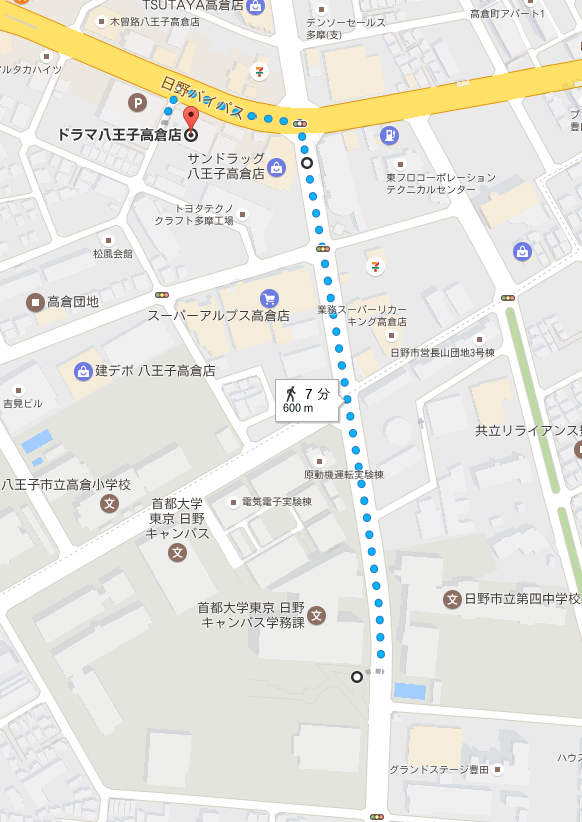 TSUTAYA高倉店
木曽路八王子高倉店
デンソーセールス
多摩(支)
高倉町アパート1
アルタカハイツ
日野バイパス
P
ドラマ八王子高倉店
サンドラッグ
八王子高倉店
東フロコーポレーション
テクニカルセンター
トヨタテクノ
クラフト多摩工場
松風会館
高倉団地
スーパーアルプス高倉店
業務スーパーリカー
キング高倉店
日野市営長山団地3号棟
建デポ 八王子高倉店
吉見ビル
7 分
600 m
共立リライアンス
原動機運転実験棟
八王子市立高倉小学校
首都大学
東京 日野
キャンパス
電気電子実験棟
首都大学東京 日野
キャンパス学務課
日野市立第四中学校
グランドステージ豊田
ハウス